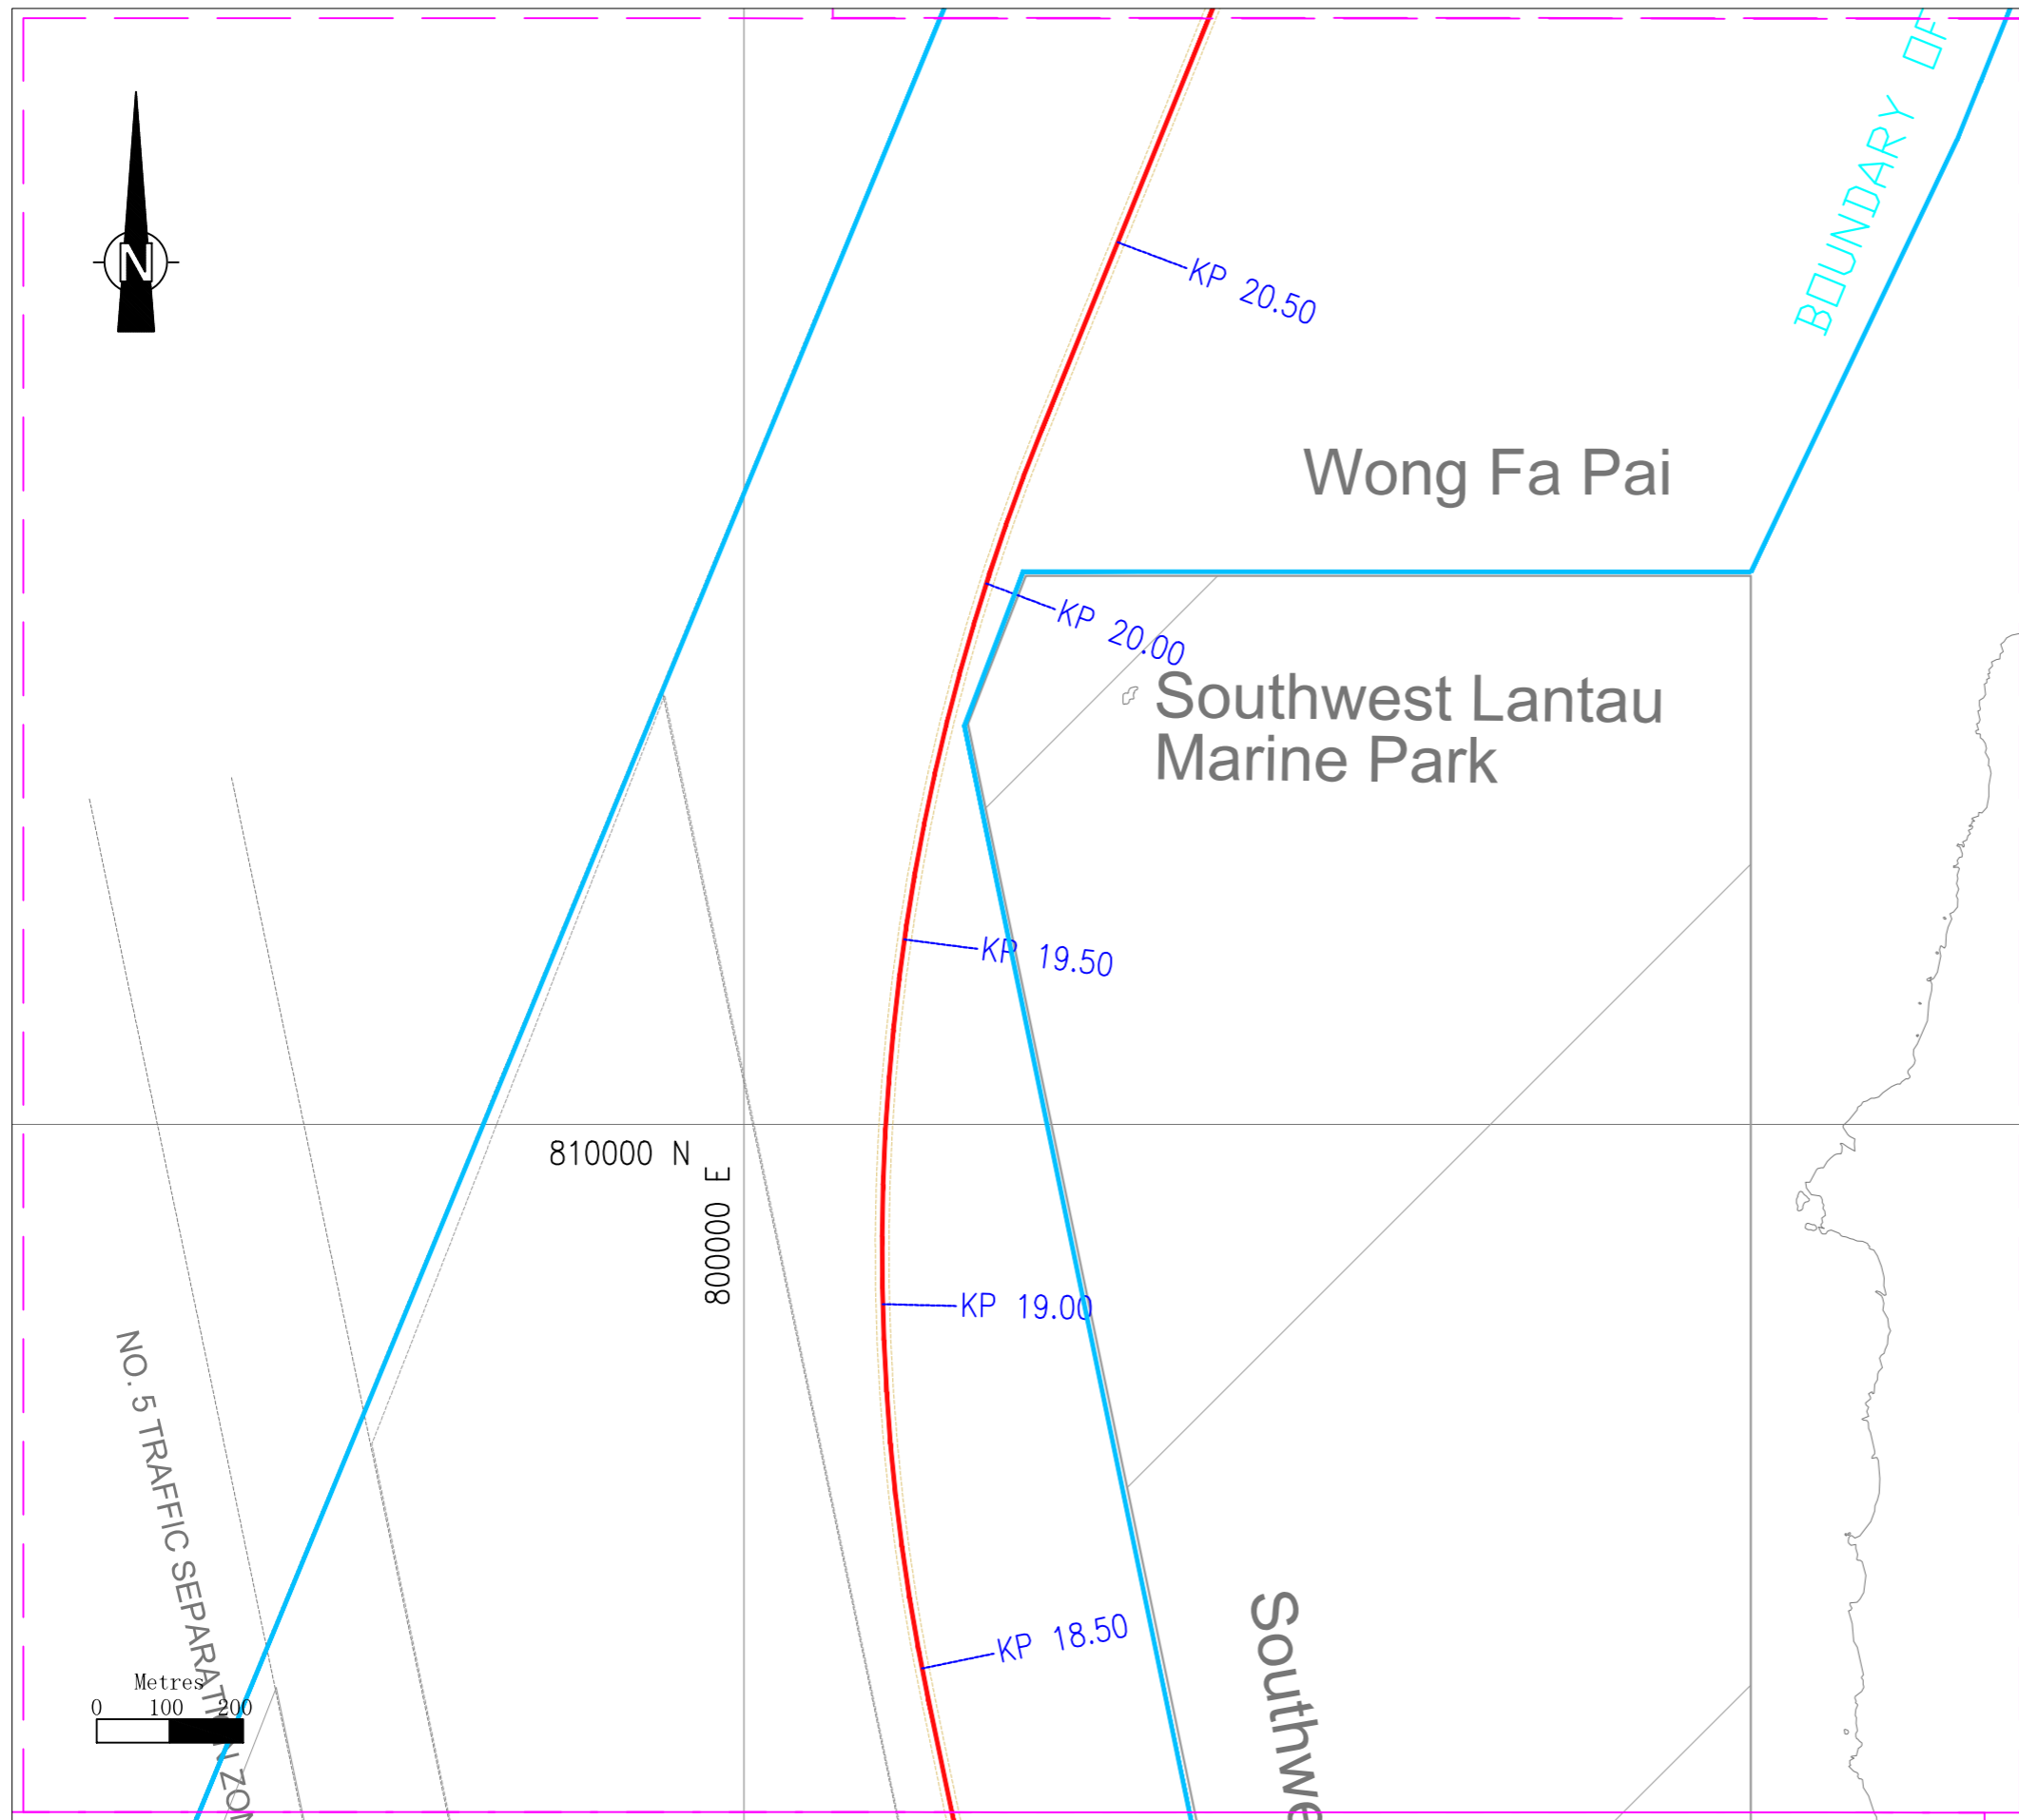 BOUNDARY OF
N
KP 20.50
Wong Fa Pai
KP 20.00
Southwest Lantau
Marine Park
KP 19.50
810000 N
800000 E
KP 19.00
NO.5 TRAFFIC SEPARATION ZON
KP 18.50
Southwe
Metres
0 100 200